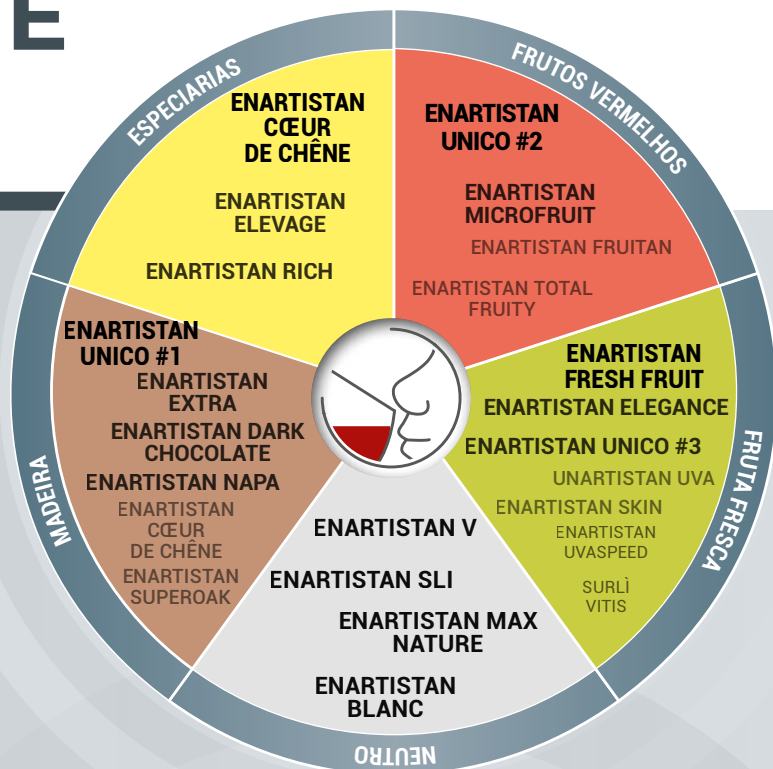 E
ESPECIARIAS
ENARTISTAN
CŒUR
DE CHÊNE
ENARTISTAN
ELEVAGE
ENARTISTAN RICH
FRUTOS VERMELHOS
ENARTISTAN
UNICO #2
ENARTISTAN
MICROFRUIT
ENARTISTAN FRUITAN
ENARTISTAN TOTAL
FRUITY
FRUTA FRESCA
ENARTISTAN
FRESH FRUIT
ENARTISTAN ELEGANCE
ENARTISTAN UNICO #3
UNARTISTAN UVA
ENARTISTAN SKIN
ENARTISTAN
UVASPEED
SURLÌ
VITIS
NEUTRO
ENARTISTAN V
ENARTISTAN SLI
ENARTISTAN MAX
NATURE
ENARTISTAN
BLANC
MADEIRA
ENARTISTAN
UNICO #1
ENARTISTAN
EXTRA
ENARTISTAN DARK
CHOCOLATE
ENARTISTAN NAPA
ENARTISTAN
CŒUR
DE CHÊNE
ENARTISTAN
SUPEROAK